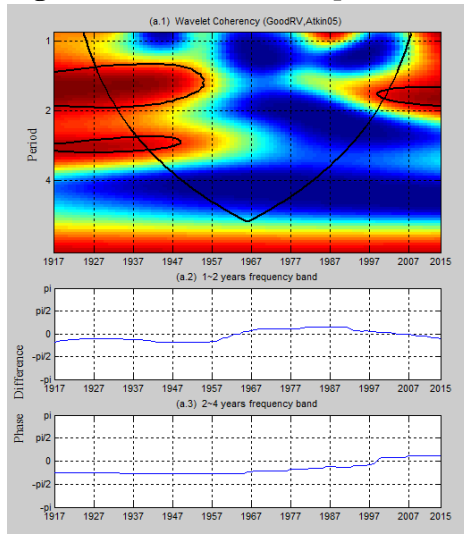 (a.1) Wavelet Coherency (GoodRV,Atkin05)
1
2
4
Period
1917 1927 1937 1947 1957 1967 1977 1987 1997 2007 2015
(a.2) 1~2 years frequency band
pi
pi/2
0
-pi/2
-pi
1917 1927 1937 1947 1957 1967 1977 1987 1997 2007 2015
Phase Difference
(a.3) 2~4 years frequency band
pi
pi/2
0
-pi/2
-pi
1917 1927 1937 1947 1957 1967 1977 1987 1997 2007 2015